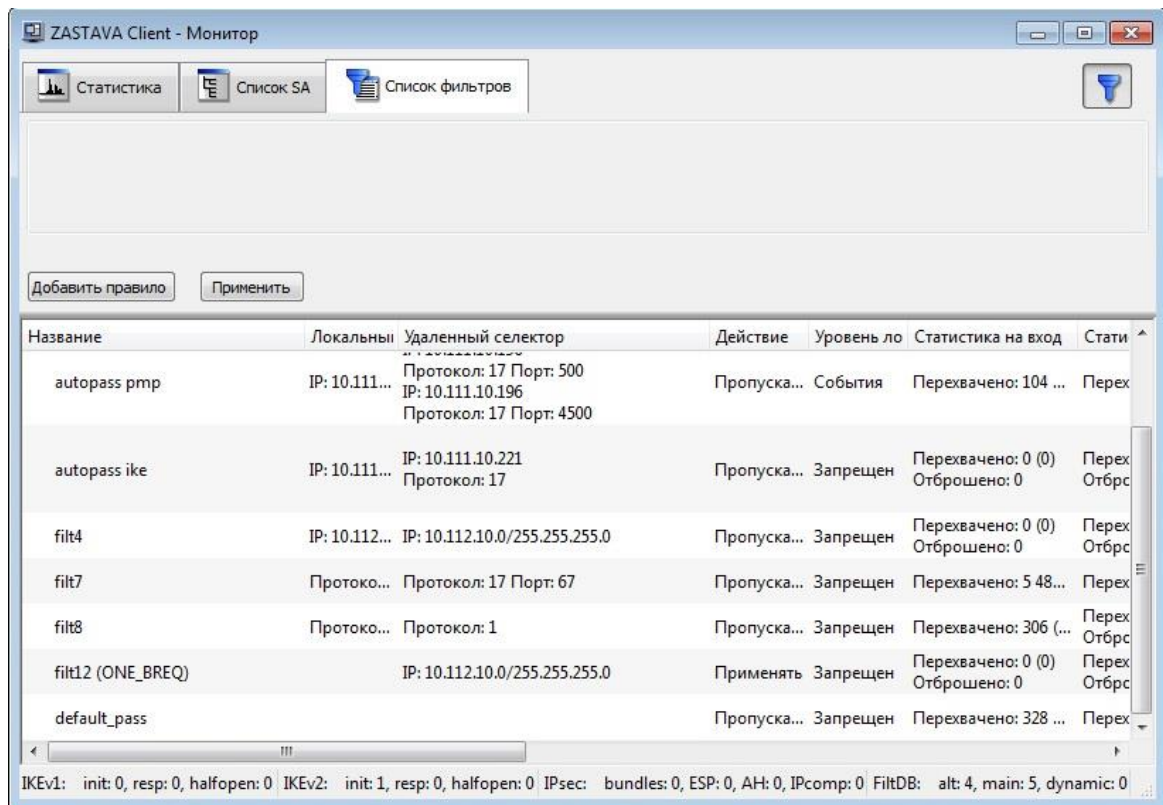 ZASTAVA Client - Монитор
Статистика Список SA Список фильтров
Добавить правило Применить
Название Локальны Удаленный селектор Действие Уровень ло Статистика на вход Стати
autopass pmp IP: 10.111... Протокол: 17 Порт: 500 Пропуска... События Перехвачено: 104 ... Перех
IP: 10.111.10.196
Протокол: 17 Порт: 4500
autopass ike IP: 10.111... IP: 10.111.10.221 Пропуска... Запрещен Перехвачено: 0 (0) Перех
Протокол: 17 Отброшено: 0 Отбрс
filt4 IP: 10.112... IP: 10.112.10.0/255.255.255.0 Пропуска... Запрещен Перехвачено: 0 (0) Перех
Отброшено: 0 Отбрс
filt7 Протоко... Протокол: 17 Порт: 67 Пропуска... Запрещен Перехвачено: 5 48... Перех
filt8 Протоко... Протокол: 1 Пропуска... Запрещен Перехвачено: 306 (... Перех
Отбрс
filt12 (ONE_BREQ) IP: 10.112.10.0/255.255.255.0 Применять Запрещен Перехвачено: 0 (0) Перех
Отброшено: 0 Отбрс
default_pass Пропуска... Запрещен Перехвачено: 328 ... Перех
IKEv1: init: 0, resp: 0, halfopen: 0 IKEv2: init: 1, resp: 0, halfopen: 0 IPsec: bundles: 0, ESP: 0, AH: 0, IPcomp: 0 FiltDB: alt: 4, main: 5, dynamic: 0